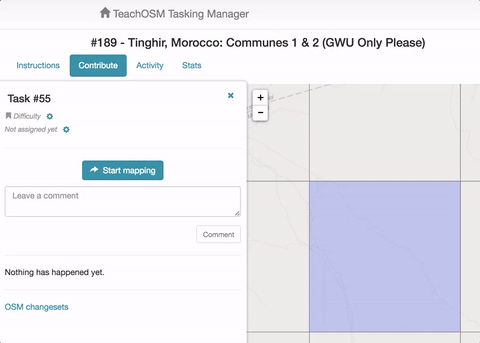 TeachOSM Tasking Manager
#189 - Tinghir, Morocco: Communes 1 & 2 (GWU Only Please)
Instructions Contribute Activity Stats
Task #55 ×
Difficulty
Not assigned yet
+
−
Start mapping
Leave a comment
Comment
Nothing has happened yet.
OSM changesets